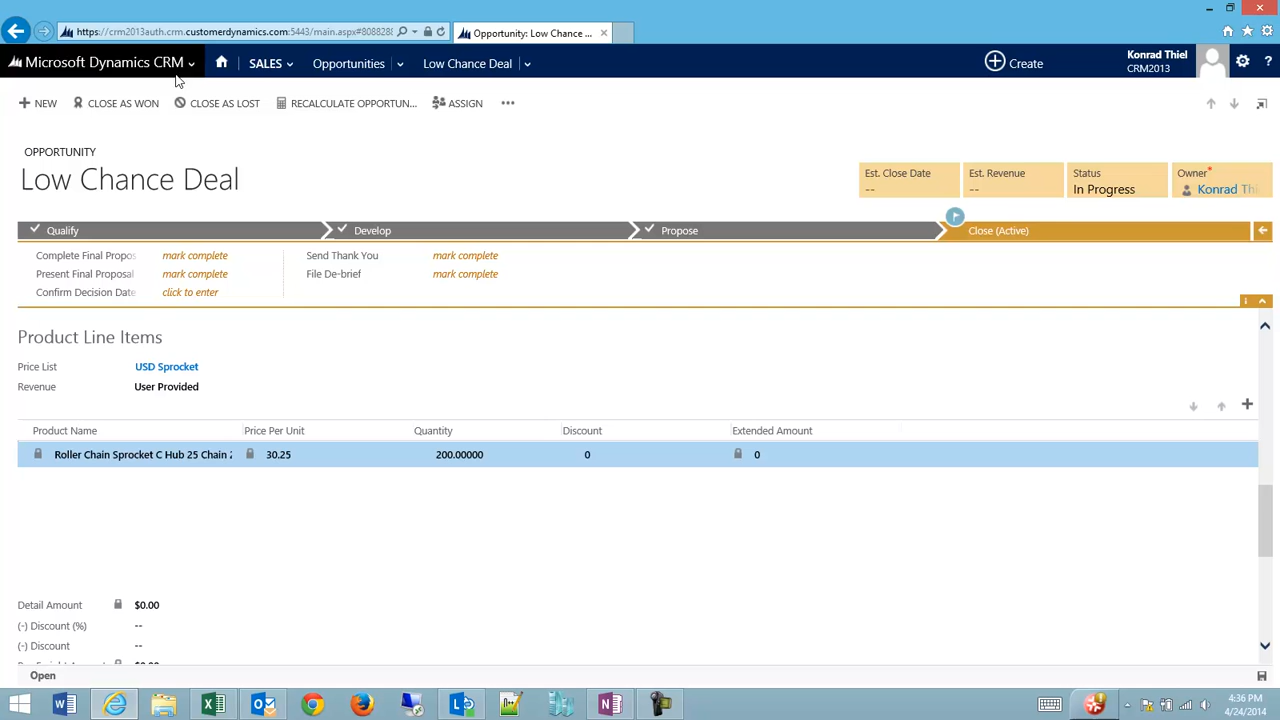 https://crm2013auth.crm.customerdynamics.com:5443/main.aspx#8088288
Opportunity: Low Chance ...
Microsoft Dynamics CRM
SALES
Opportunities
Low Chance Deal
Create
Konrad Thiel
CRM2013
?
NEW
CLOSE AS WON
CLOSE AS LOST
RECALCULATE OPPORTUN...
ASSIGN
OPPORTUNITY
Low Chance Deal
Est. Close Date
--
Est. Revenue
--
Status
In Progress
Owner*
Konrad Thi
Qualify
Develop
Propose
Close (Active)
Complete Final Propos
mark complete
Send Thank You
mark complete
Present Final Proposal
mark complete
File De-brief
mark complete
Confirm Decision Date
click to enter
Product Line Items
Price List
USD Sprocket
Revenue
User Provided
Product Name
Price Per Unit
Quantity
Discount
Extended Amount
Roller Chain Sprocket C Hub 25 Chain 2
30.25
200.00000
0
0
Detail Amount
$0.00
(-) Discount (%)
--
(-) Discount
--
Open
4:36 PM
4/24/2014